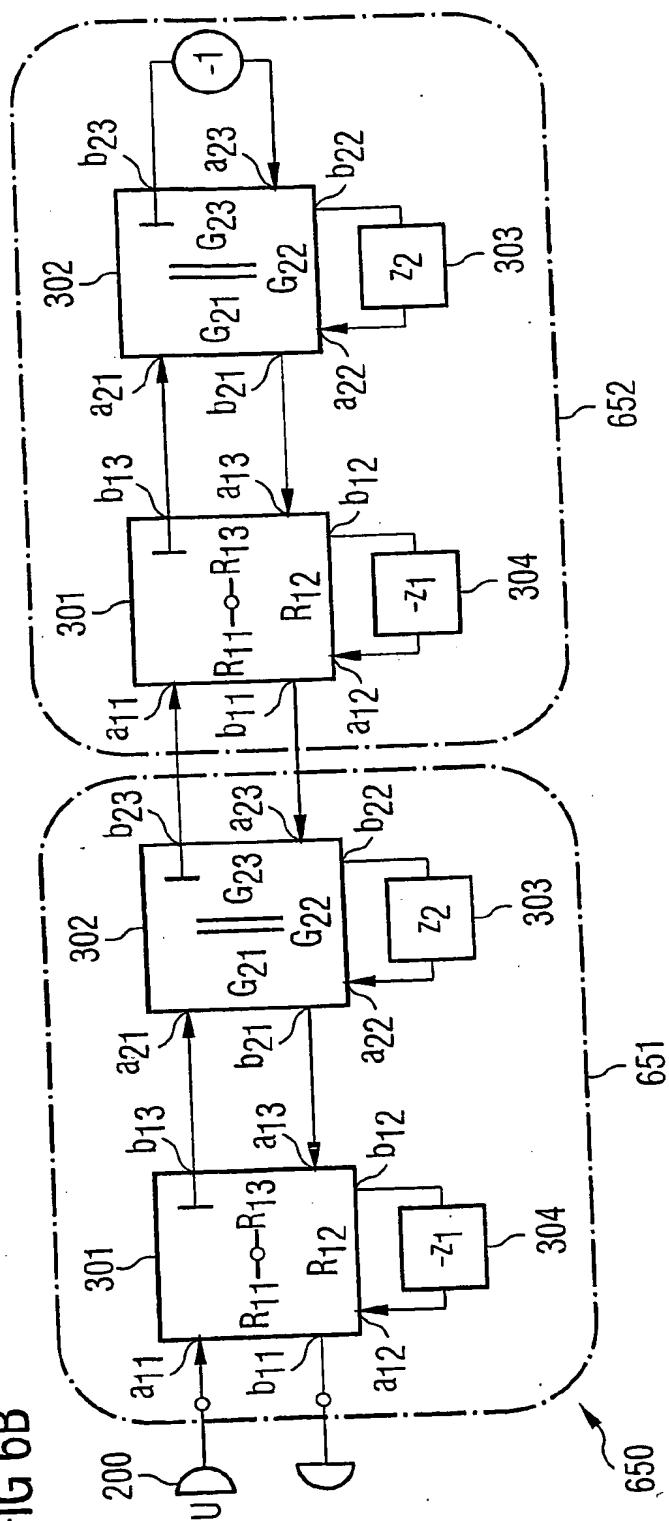 FIG 6B
200
U
650
651
a11
b11
301
R11
R13
R12
a12
b12
-z1
304
b13
a13
a21
b21
302
G21
G23
G22
a22
b22
z2
303
b23
a23
652
a11
b11
301
R11
R13
R12
a12
b12
-z1
304
b13
a13
a21
b21
302
G21
G23
G22
a22
b22
z2
303
b23
a23
-1